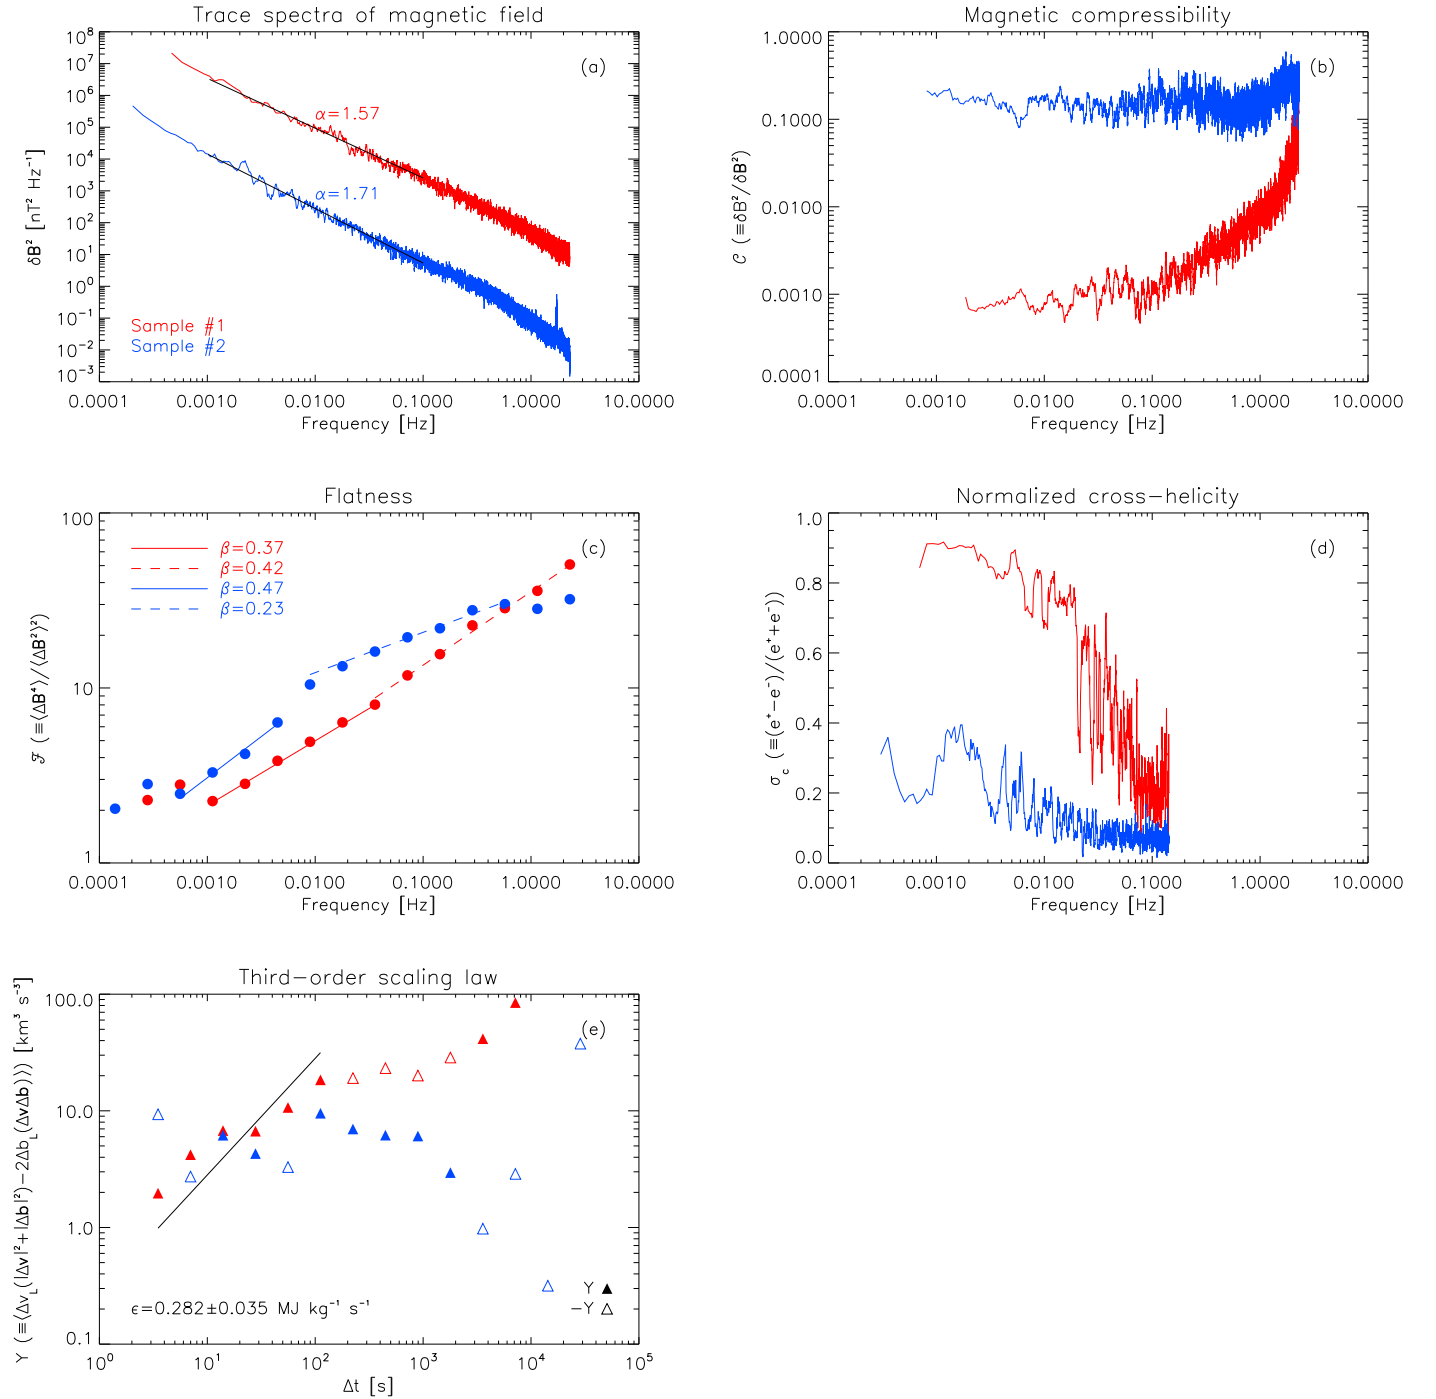 Trace spectra of magnetic field
(a)
α=1.57
α=1.71
Sample #1
Sample #2
δB² [nT² Hz⁻¹]
10⁸
10⁷
10⁶
10⁵
10⁴
10³
10²
10¹
10⁰
10⁻¹
10⁻²
10⁻³
0.0001 0.0010 0.0100 0.1000 1.0000 10.0000
Frequency [Hz]
Magnetic compressibility
(b)
C (≡δB²/δB²)
1.0000
0.1000
0.0100
0.0010
0.0001
0.0001 0.0010 0.0100 0.1000 1.0000 10.0000
Frequency [Hz]
Flatness
(c)
β=0.37
β=0.42
β=0.47
β=0.23
ℱ (≡⟨ΔB⁴⟩/⟨ΔB²⟩²)
100
10
1
0.0001 0.0010 0.0100 0.1000 1.0000 10.0000
Frequency [Hz]
Normalized cross−helicity
(d)
σc (≡(e⁺−e⁻)/(e⁺+e⁻))
1.0
0.8
0.6
0.4
0.2
0.0
0.0001 0.0010 0.0100 0.1000 1.0000 10.0000
Frequency [Hz]
Third−order scaling law
(e)
Y (≡⟨Δv_L(|Δv|²+|Δb|²)−2Δb_L(ΔvΔb)⟩) [km³ s⁻³]
100.0
10.0
1.0
0.1
Y ▲
−Y △
ϵ=0.282±0.035 MJ kg⁻¹ s⁻¹
10⁰ 10¹ 10² 10³ 10⁴ 10⁵
Δt [s]